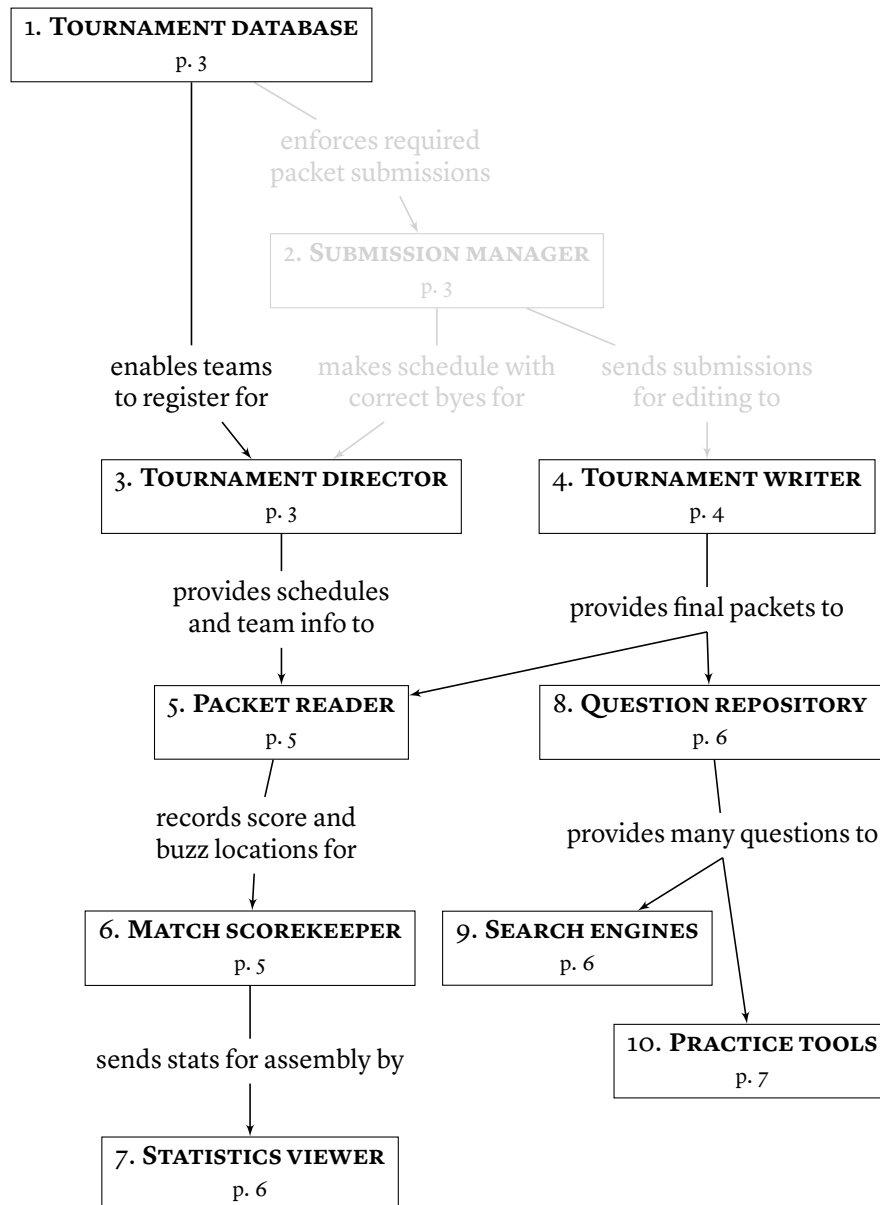 1. TOURNAMENT DATABASE
p. 3
enforces required
packet submissions
2. SUBMISSION MANAGER
p. 3
enables teams
to register for
makes schedule with
correct byes for
sends submissions
for editing to
3. TOURNAMENT DIRECTOR
p. 3
4. TOURNAMENT WRITER
p. 4
provides schedules
and team info to
provides final packets to
5. PACKET READER
p. 5
8. QUESTION REPOSITORY
p. 6
records score and
buzz locations for
provides many questions to
6. MATCH SCOREKEEPER
p. 5
9. SEARCH ENGINES
p. 6
sends stats for assembly by
10. PRACTICE TOOLS
p. 7
7. STATISTICS VIEWER
p. 6